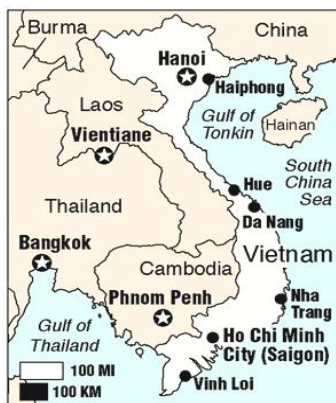 Burma
China
Hanoi
Haiphong
Laos
Gulf of
Tonkin
Hainan
Vientiane
South
China
Sea
Hue
Thailand
Da Nang
Bangkok
Vietnam
Cambodia
Nha
Trang
Phnom Penh
Gulf of
Thailand
Ho Chi Minh
City (Saigon)
100 MI
100 KM
Vinh Loi